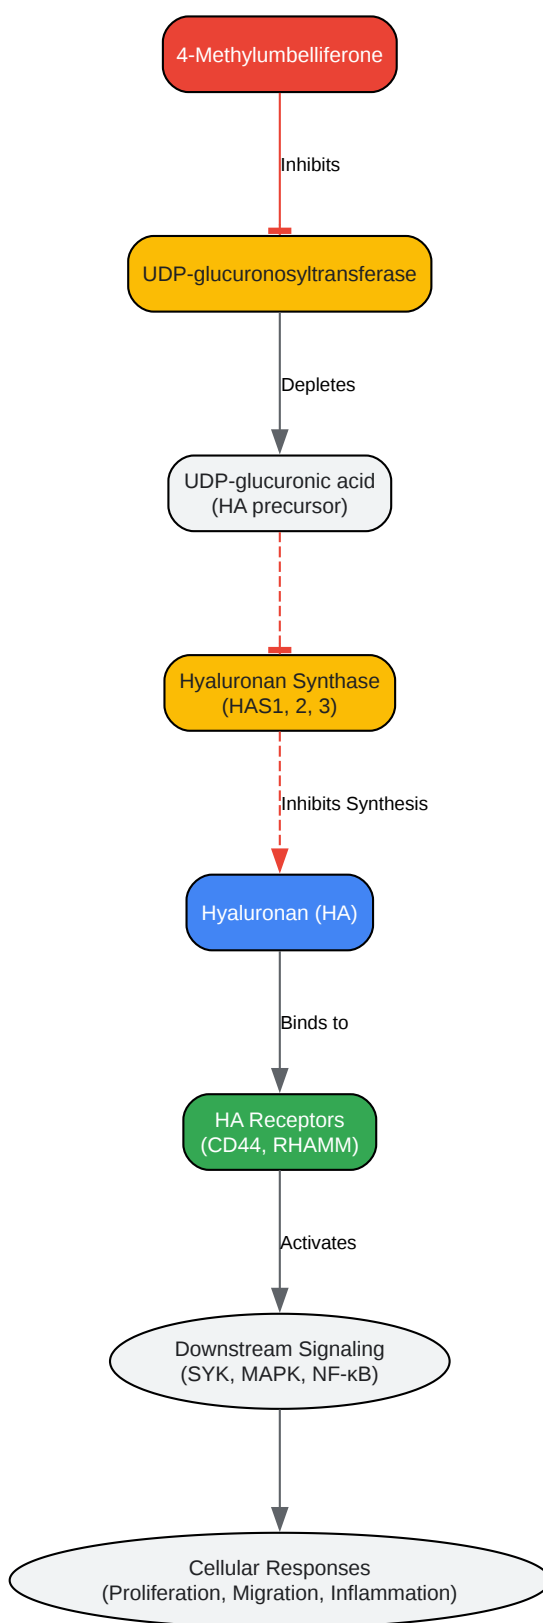 4-Methylumbelliferone
Inhibits
UDP-glucuronosyltransferase
Depletes
UDP-glucuronic acid
(HA precursor)
Hyaluronan Synthase
(HAS1, 2, 3)
Inhibits Synthesis
Hyaluronan (HA)
Binds to
HA Receptors
(CD44, RHAMM)
Activates
Downstream Signaling
(SYK, MAPK, NF-κB)
Cellular Responses
(Proliferation, Migration, Inflammation)